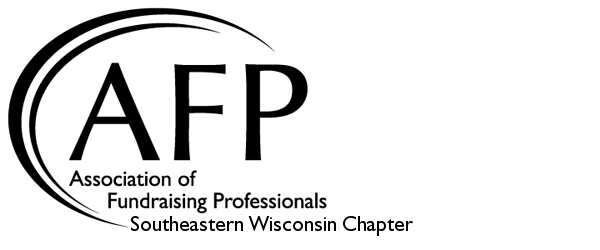 AFP
Association of
Fundraising Professionals
Southeastern Wisconsin Chapter